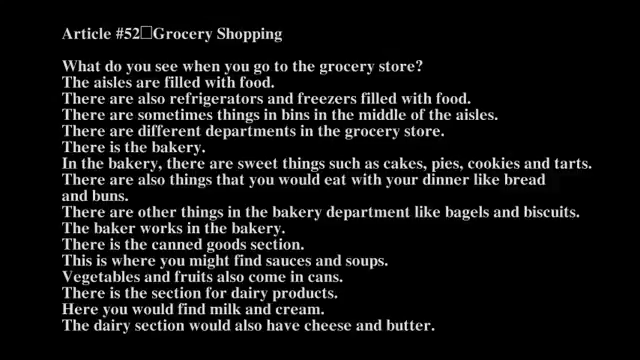 Article #52□Grocery Shopping
What do you see when you go to the grocery store?
The aisles are filled with food.
There are also refrigerators and freezers filled with food.
There are sometimes things in bins in the middle of the aisles.
There are different departments in the grocery store.
There is the bakery.
In the bakery, there are sweet things such as cakes, pies, cookies and tarts.
There are also things that you would eat with your dinner like bread
and buns.
There are other things in the bakery department like bagels and biscuits.
The baker works in the bakery.
There is the canned goods section.
This is where you might find sauces and soups.
Vegetables and fruits also come in cans.
There is the section for dairy products.
Here you would find milk and cream.
The dairy section would also have cheese and butter.